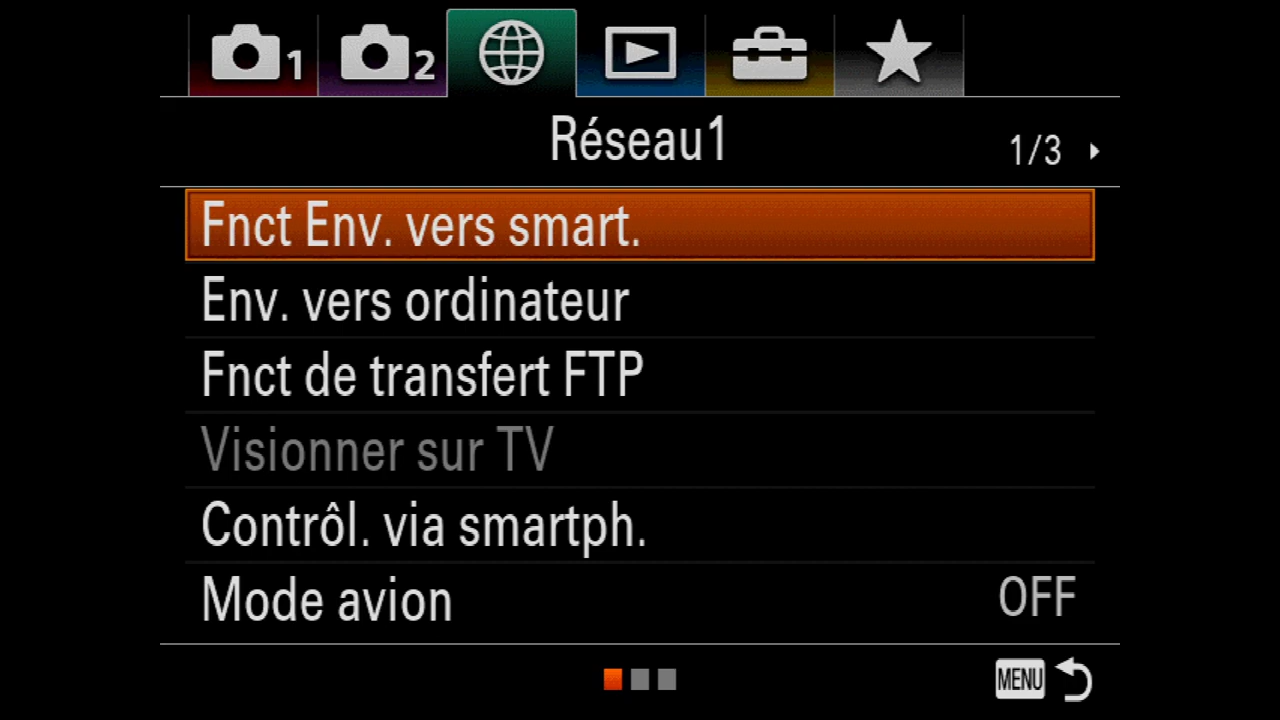 1
2
Réseau1
1/3
Fnct Env. vers smart.
Env. vers ordinateur
Fnct de transfert FTP
Visionner sur TV
Contrôl. via smartph.
Mode avion OFF
MENU